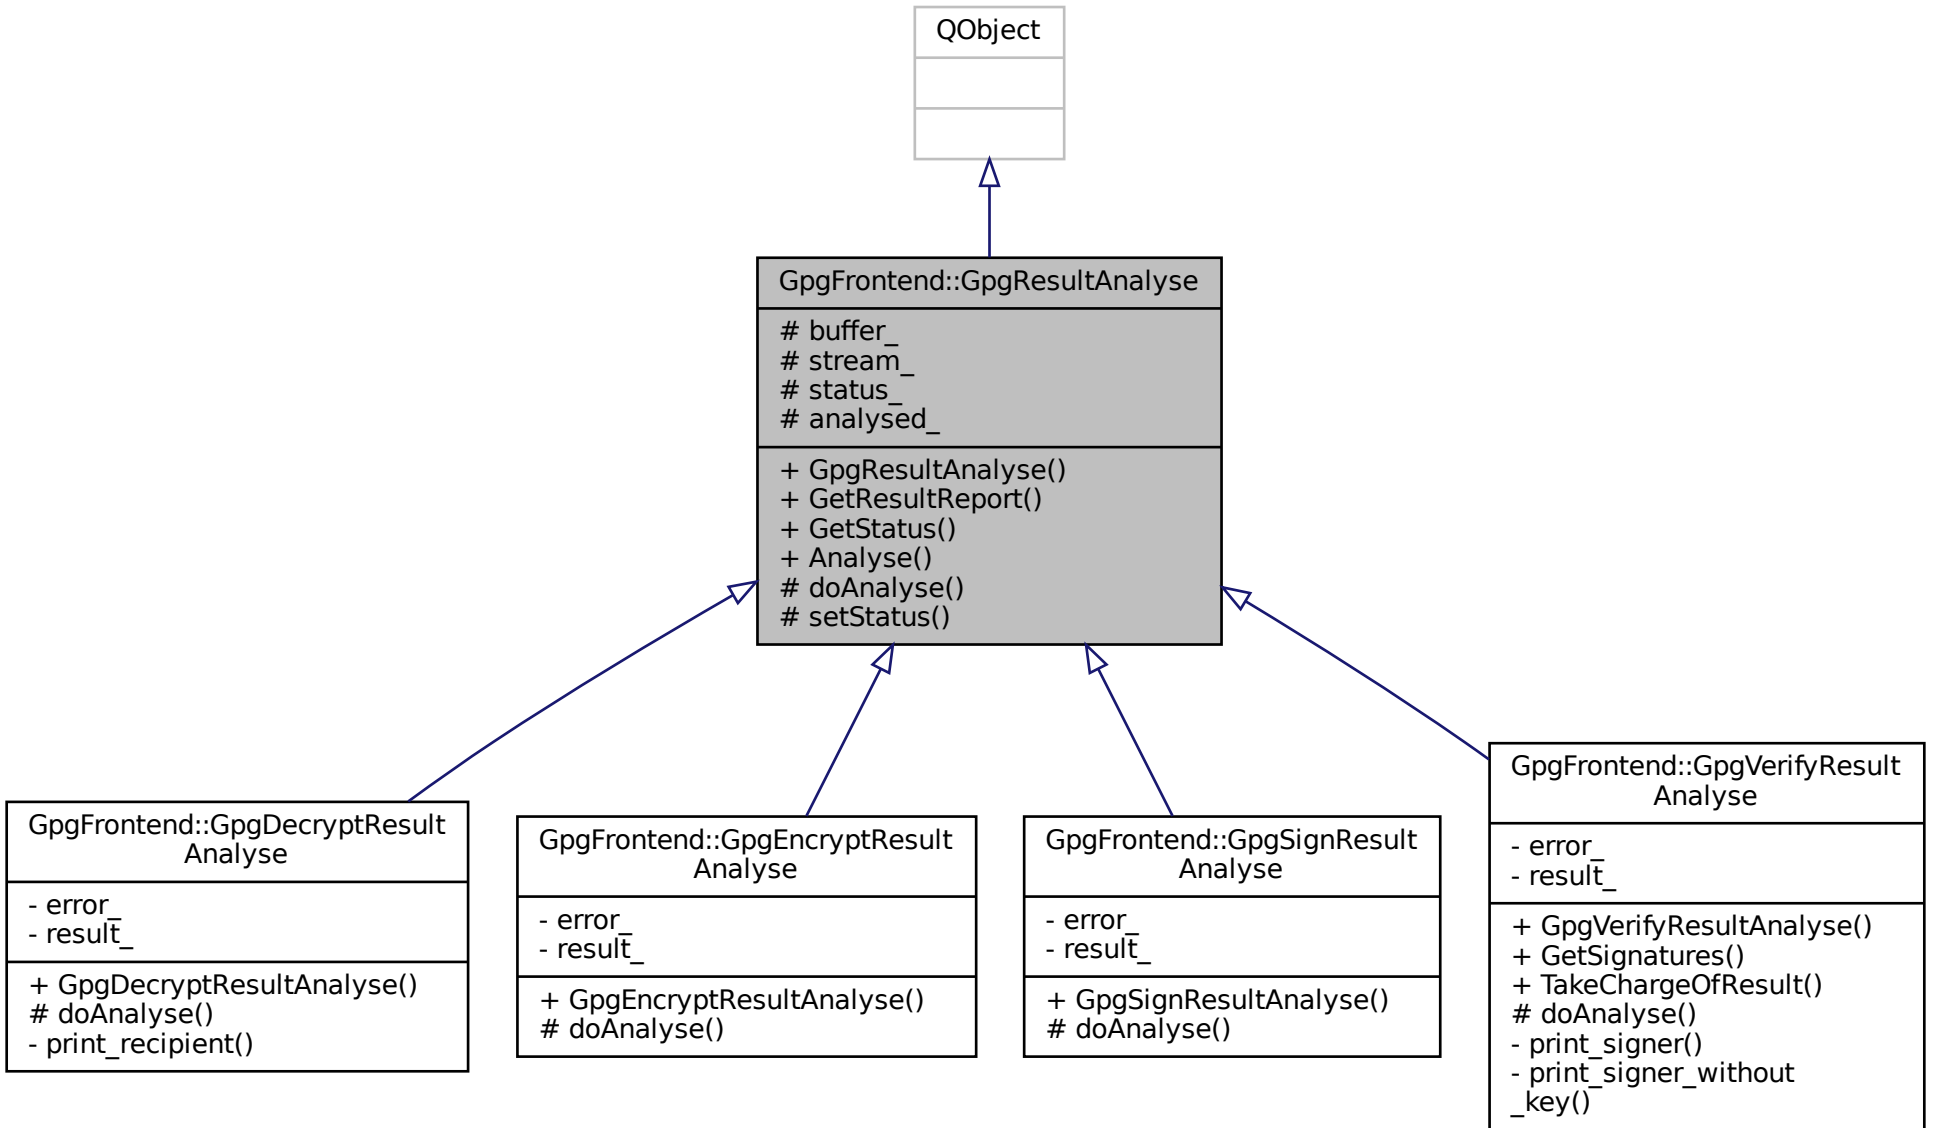 QObject
GpgFrontend::GpgResultAnalyse
# buffer_
# stream_
# status_
# analysed_
+ GpgResultAnalyse()
+ GetResultReport()
+ GetStatus()
+ Analyse()
# doAnalyse()
# setStatus()
GpgFrontend::GpgDecryptResult
Analyse
- error_
- result_
+ GpgDecryptResultAnalyse()
# doAnalyse()
- print_recipient()
GpgFrontend::GpgEncryptResult
Analyse
- error_
- result_
+ GpgEncryptResultAnalyse()
# doAnalyse()
GpgFrontend::GpgSignResult
Analyse
- error_
- result_
+ GpgSignResultAnalyse()
# doAnalyse()
GpgFrontend::GpgVerifyResult
Analyse
- error_
- result_
+ GpgVerifyResultAnalyse()
+ GetSignatures()
+ TakeChargeOfResult()
# doAnalyse()
- print_signer()
- print_signer_without
_key()